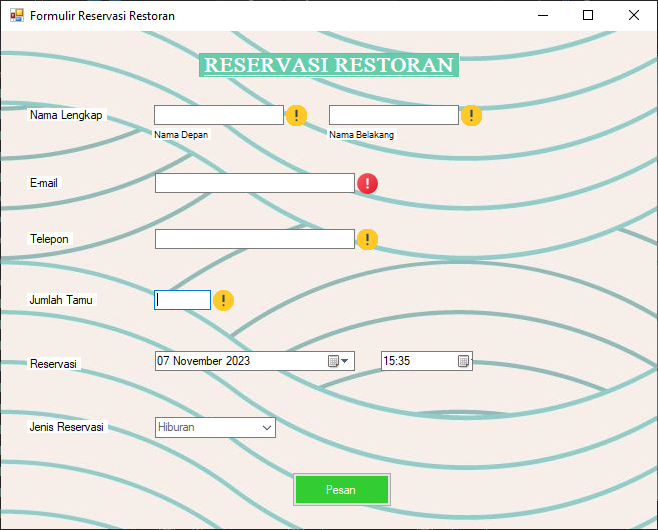 Formulir Reservasi Restoran
RESERVASI RESTORAN
Nama Lengkap
Nama Depan
Nama Belakang
E-mail
Telepon
Jumlah Tamu
Reservasi
07 November 2023
15:35
Jenis Reservasi
Hiburan
Pesan